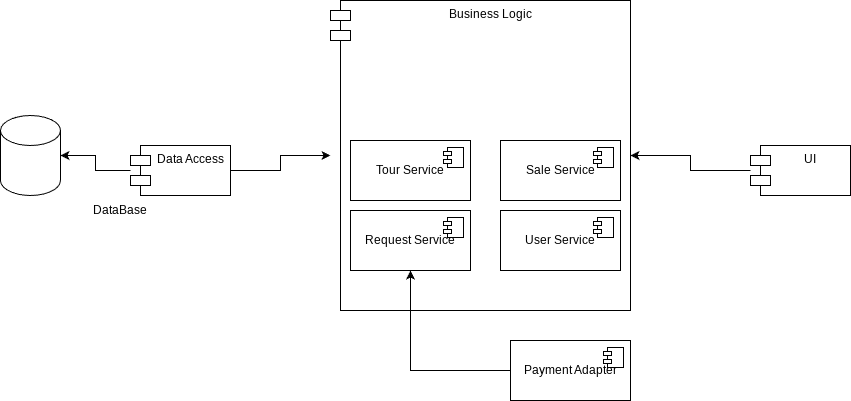 Business Logic
Data Access
UI
Tour Service
Sale Service
DataBase
Request Service
User Service
Payment Adapter